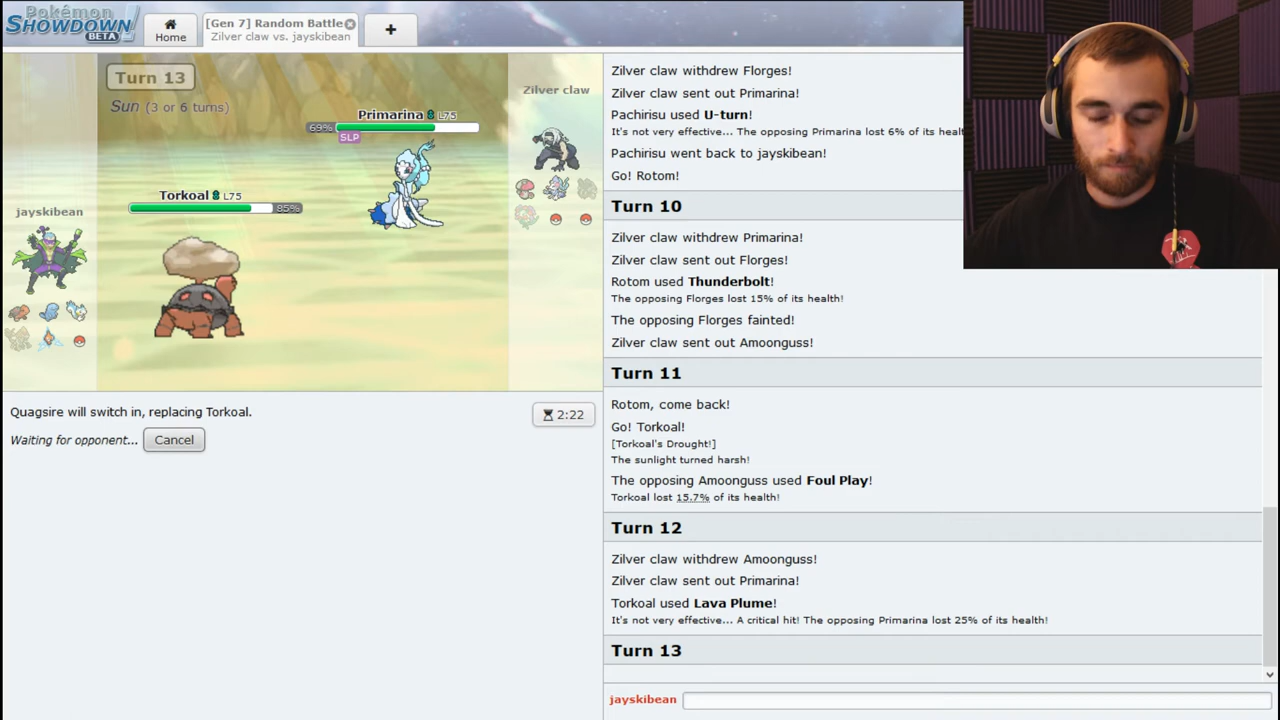 Pokémon
SHOWDOWN!
BETA
Home
[Gen 7] Random Battle
Zilver claw vs. jayskibean
Turn 13
Sun (3 or 6 turns)
Zilver claw
Primarina L75
69%
SLP
Torkoal L75
85%
jayskibean
Quagsire will switch in, replacing Torkoal.
2:22
Waiting for opponent...
Cancel
Zilver claw withdrew Florges!
Zilver claw sent out Primarina!
Pachirisu used U-turn!
It's not very effective... The opposing Primarina lost 6% of its healt
Pachirisu went back to jayskibean!
Go! Rotom!
Turn 10
Zilver claw withdrew Primarina!
Zilver claw sent out Florges!
Rotom used Thunderbolt!
The opposing Florges lost 15% of its health!
The opposing Florges fainted!
Zilver claw sent out Amoonguss!
Turn 11
Rotom, come back!
Go! Torkoal!
[Torkoal's Drought!]
The sunlight turned harsh!
The opposing Amoonguss used Foul Play!
Torkoal lost 15.7% of its health!
Turn 12
Zilver claw withdrew Amoonguss!
Zilver claw sent out Primarina!
Torkoal used Lava Plume!
It's not very effective... A critical hit! The opposing Primarina lost 25% of its health!
Turn 13
jayskibean